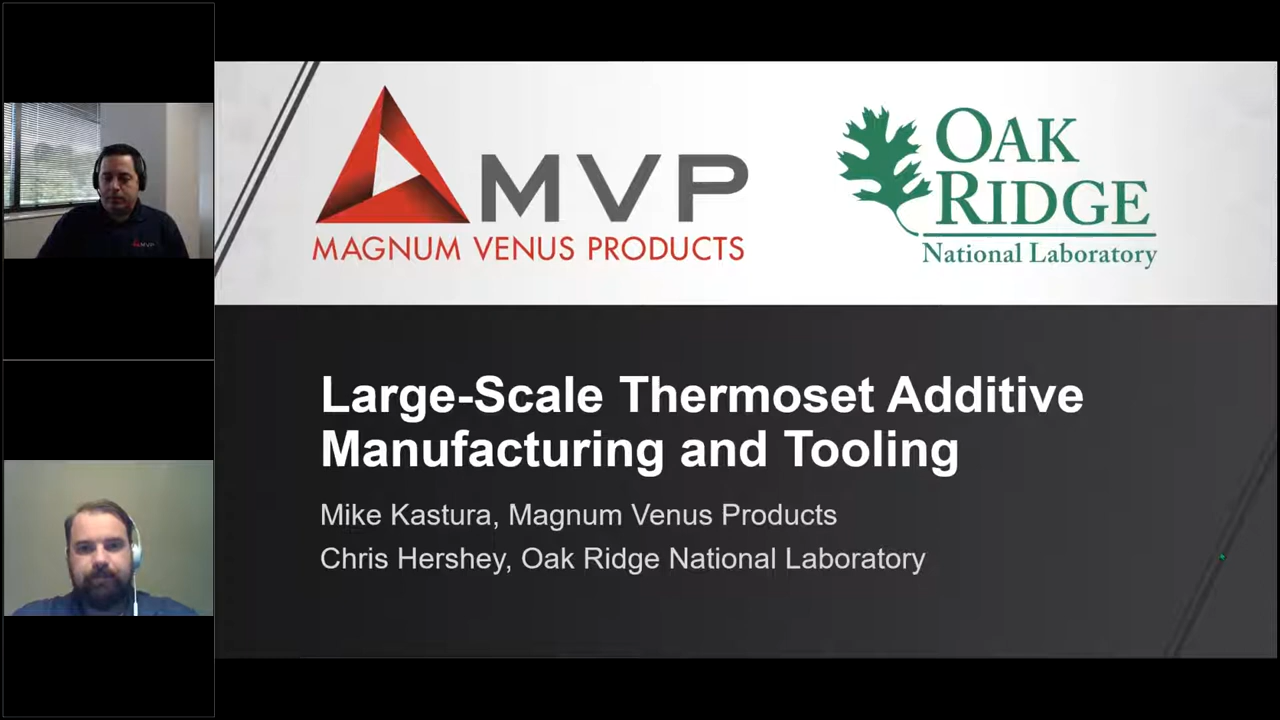 MVP
MAGNUM VENUS PRODUCTS
OAK
RIDGE
National Laboratory
Large-Scale Thermoset Additive
Manufacturing and Tooling
Mike Kastura, Magnum Venus Products
Chris Hershey, Oak Ridge National Laboratory
MVP